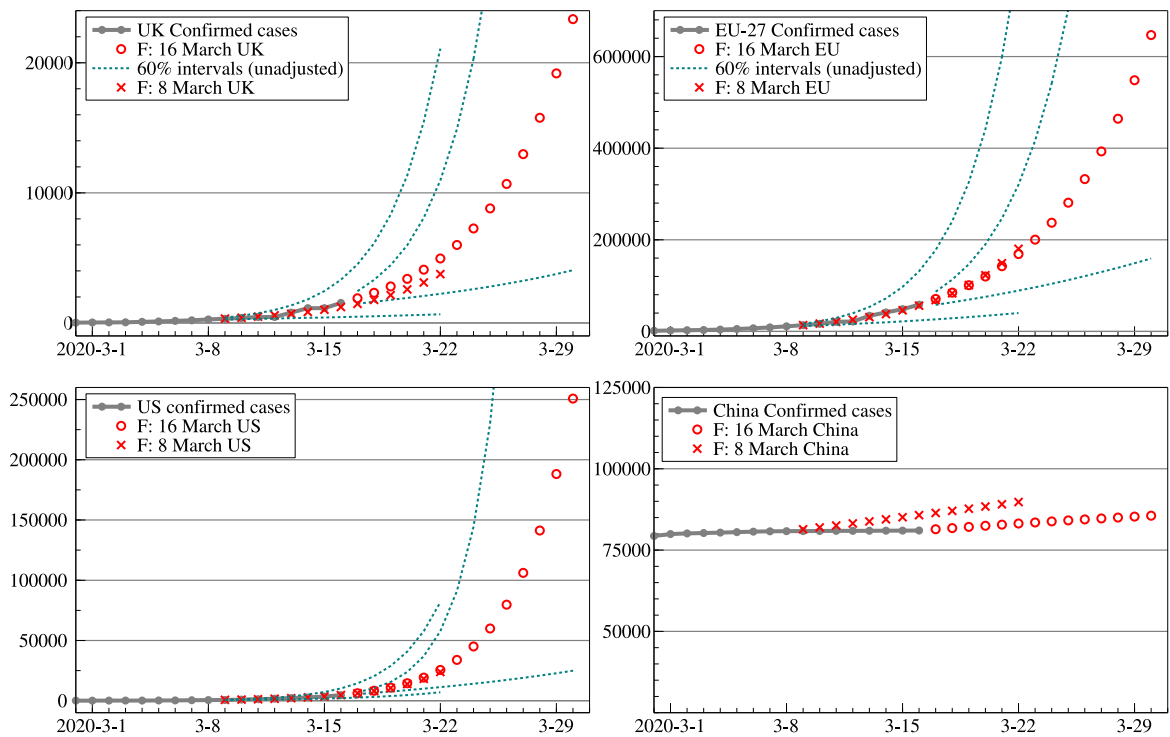 UK Confirmed cases
F: 16 March UK
60% intervals (unadjusted)
F: 8 March UK
20000
10000
0
2020-3-1 3-8 3-15 3-22 3-29
EU-27 Confirmed cases
F: 16 March EU
60% intervals (unadjusted)
F: 8 March EU
600000
400000
200000
0
2020-3-1 3-8 3-15 3-22 3-29
US confirmed cases
F: 16 March US
F: 8 March US
250000
200000
150000
100000
50000
0
2020-3-1 3-8 3-15 3-22 3-29
China Confirmed cases
F: 16 March China
F: 8 March China
125000
100000
75000
50000
2020-3-1 3-8 3-15 3-22 3-29